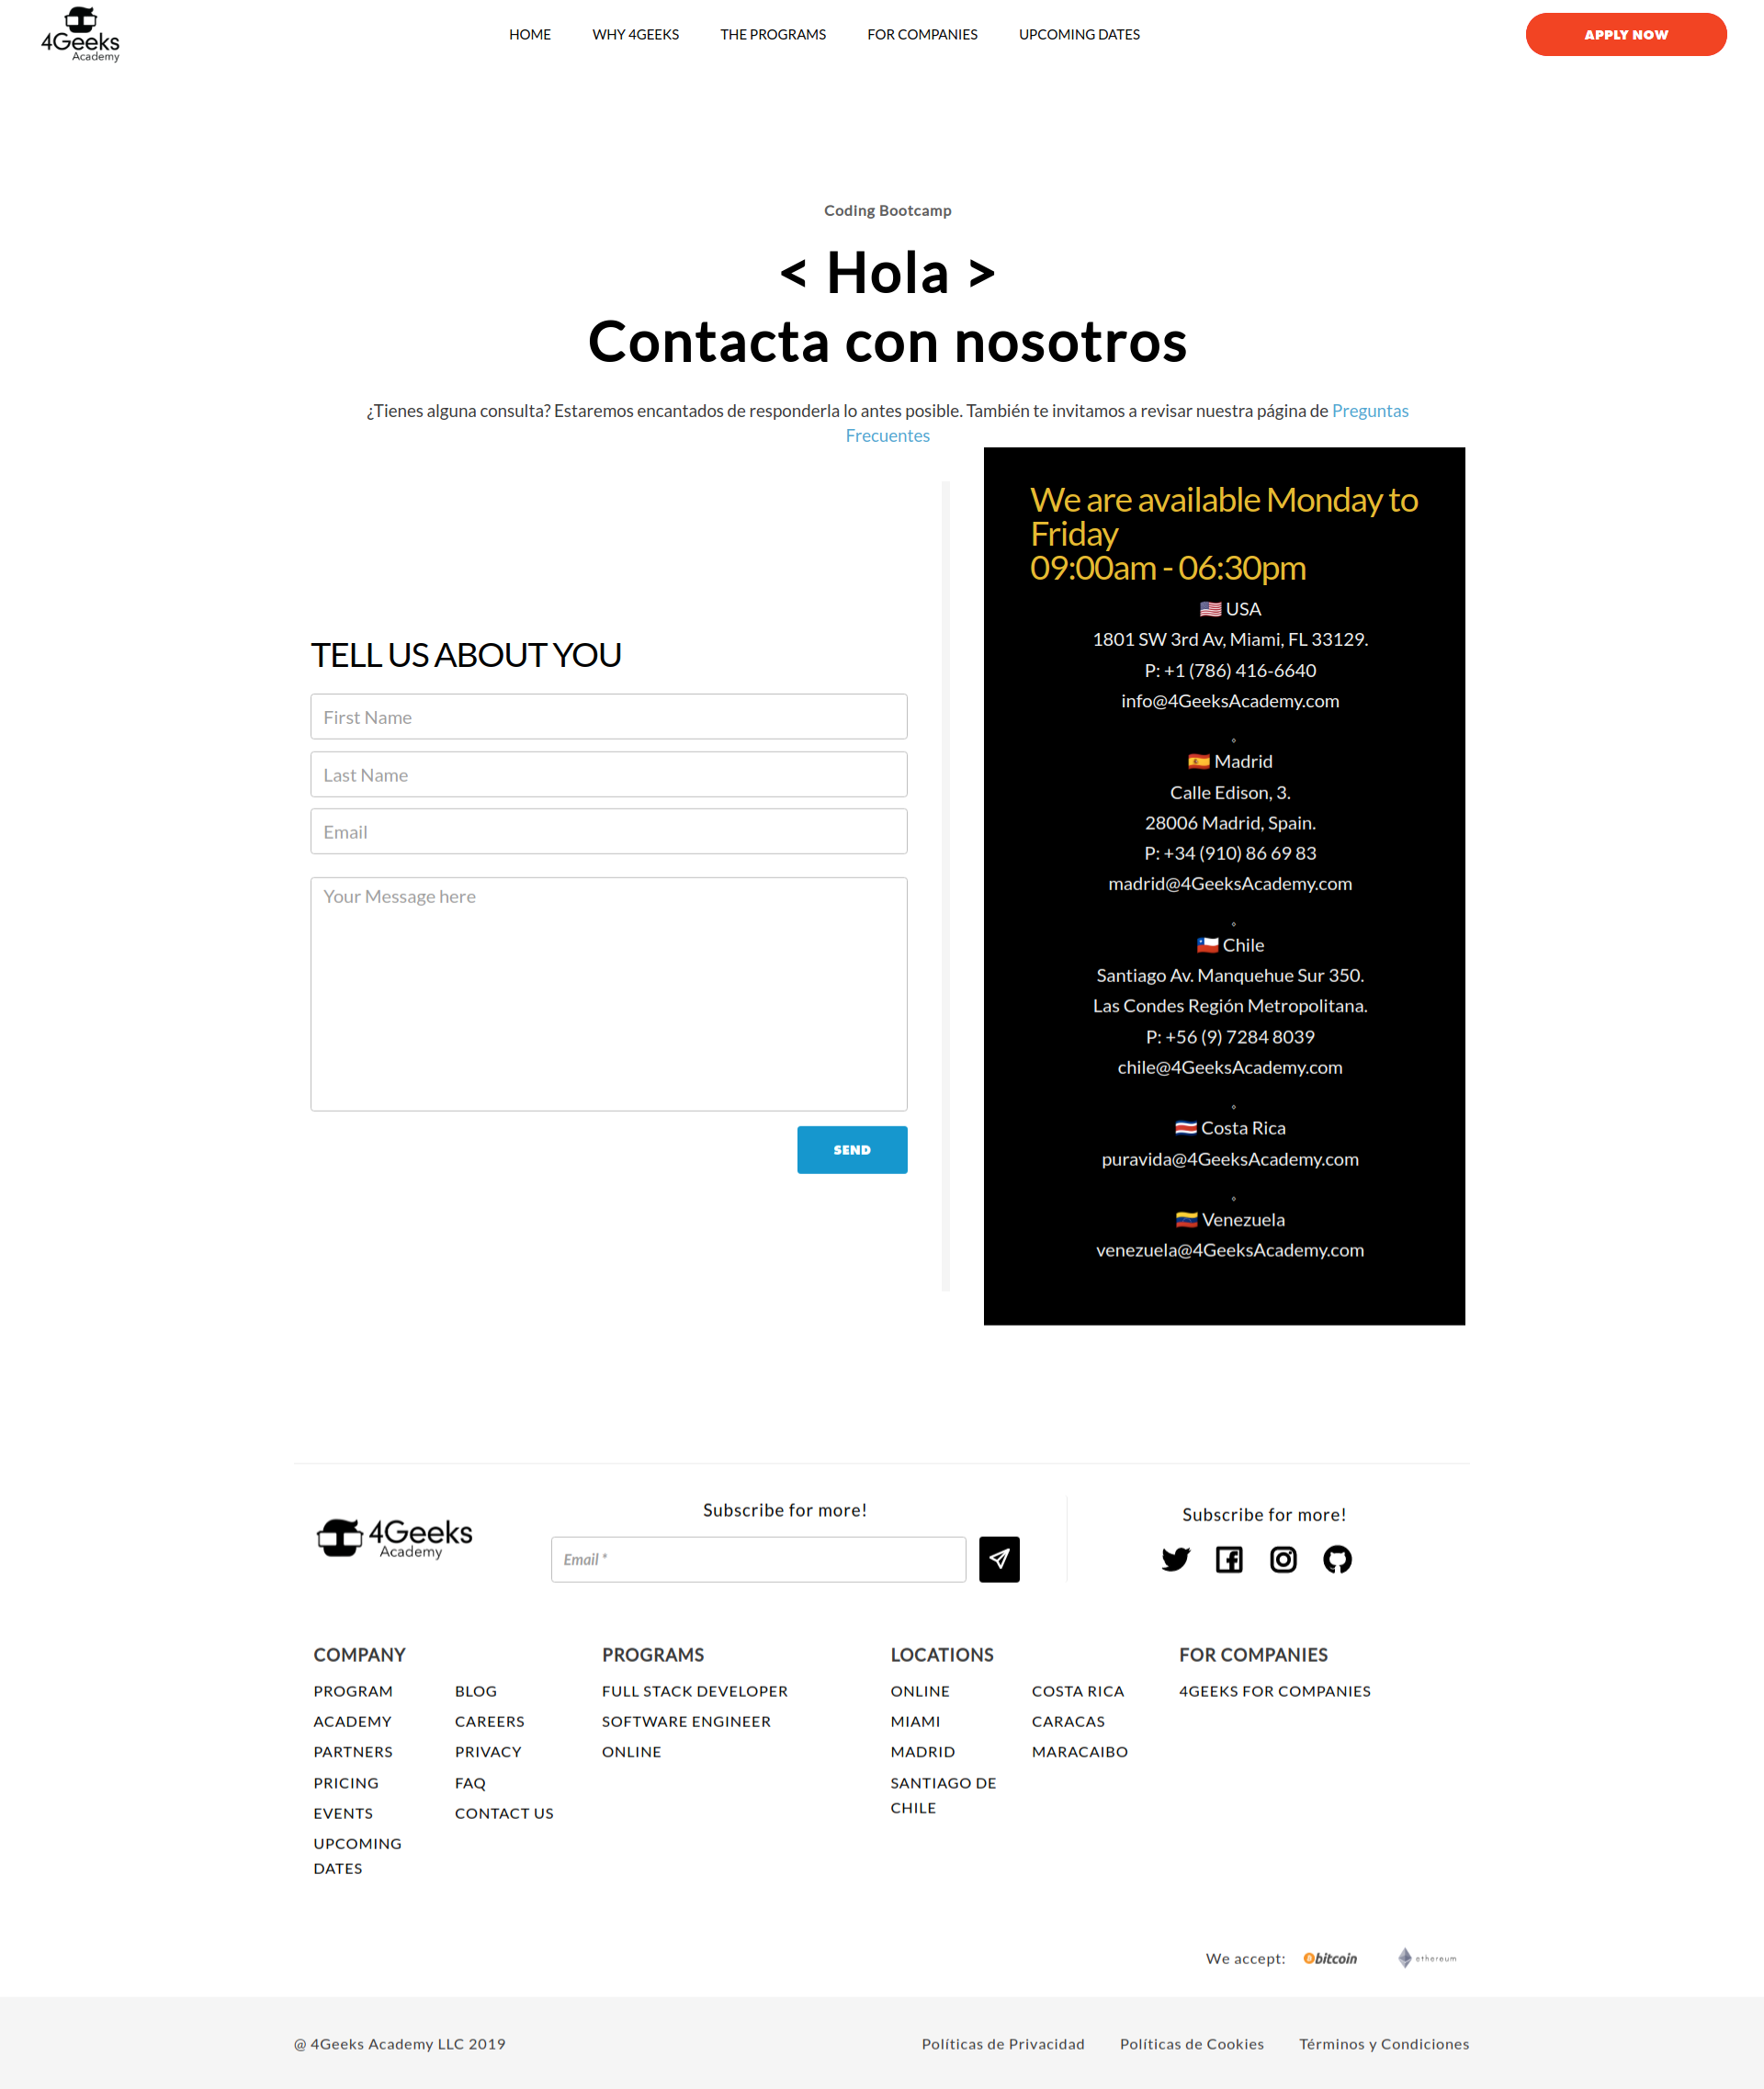 4Geeks
Academy
HOME
WHY 4GEEKS
THE PROGRAMS
FOR COMPANIES
UPCOMING DATES
APPLY NOW
Coding Bootcamp
< Hola >
Contacta con nosotros
¿Tienes alguna consulta? Estaremos encantados de responderla lo antes posible. También te invitamos a revisar nuestra página de Preguntas
Frecuentes
TELL US ABOUT YOU
First Name
Last Name
Email
Your Message here
SEND
We are available Monday to
Friday
09:00am - 06:30pm
🇺🇸 USA
1801 SW 3rd Av, Miami, FL 33129.
P: +1 (786) 416-6640
info@4GeeksAcademy.com
🇪🇸 Madrid
Calle Edison, 3.
28006 Madrid, Spain.
P: +34 (910) 86 69 83
madrid@4GeeksAcademy.com
🇨🇱 Chile
Santiago Av. Manquehue Sur 350.
Las Condes Región Metropolitana.
P: +56 (9) 7284 8039
chile@4GeeksAcademy.com
🇨🇷 Costa Rica
puravida@4GeeksAcademy.com
🇻🇪 Venezuela
venezuela@4GeeksAcademy.com
4Geeks
Academy
Subscribe for more!
Email *
Subscribe for more!
COMPANY
PROGRAM
ACADEMY
PARTNERS
PRICING
EVENTS
UPCOMING
DATES
BLOG
CAREERS
PRIVACY
FAQ
CONTACT US
PROGRAMS
FULL STACK DEVELOPER
SOFTWARE ENGINEER
ONLINE
LOCATIONS
ONLINE
MIAMI
MADRID
SANTIAGO DE
CHILE
COSTA RICA
CARACAS
MARACAIBO
FOR COMPANIES
4GEEKS FOR COMPANIES
We accept:
bitcoin
ethereum
@ 4Geeks Academy LLC 2019
Políticas de Privacidad
Políticas de Cookies
Términos y Condiciones